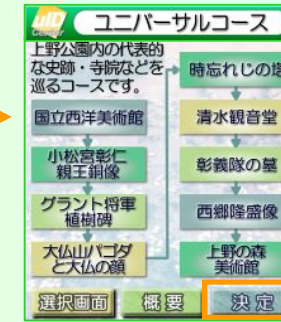 uID
Center
ユニバーサルコース
上野公園内の代表的
な史跡・寺院などを
巡るコースです。
国立西洋美術館
小松宮彰仁
親王銅像
グラント将軍
植樹碑
大仏山パゴダ
と大仏の顔
時忘れじの塔
清水観音堂
彰義隊の墓
西郷隆盛像
上野の森
美術館
選択画面
概要
決定